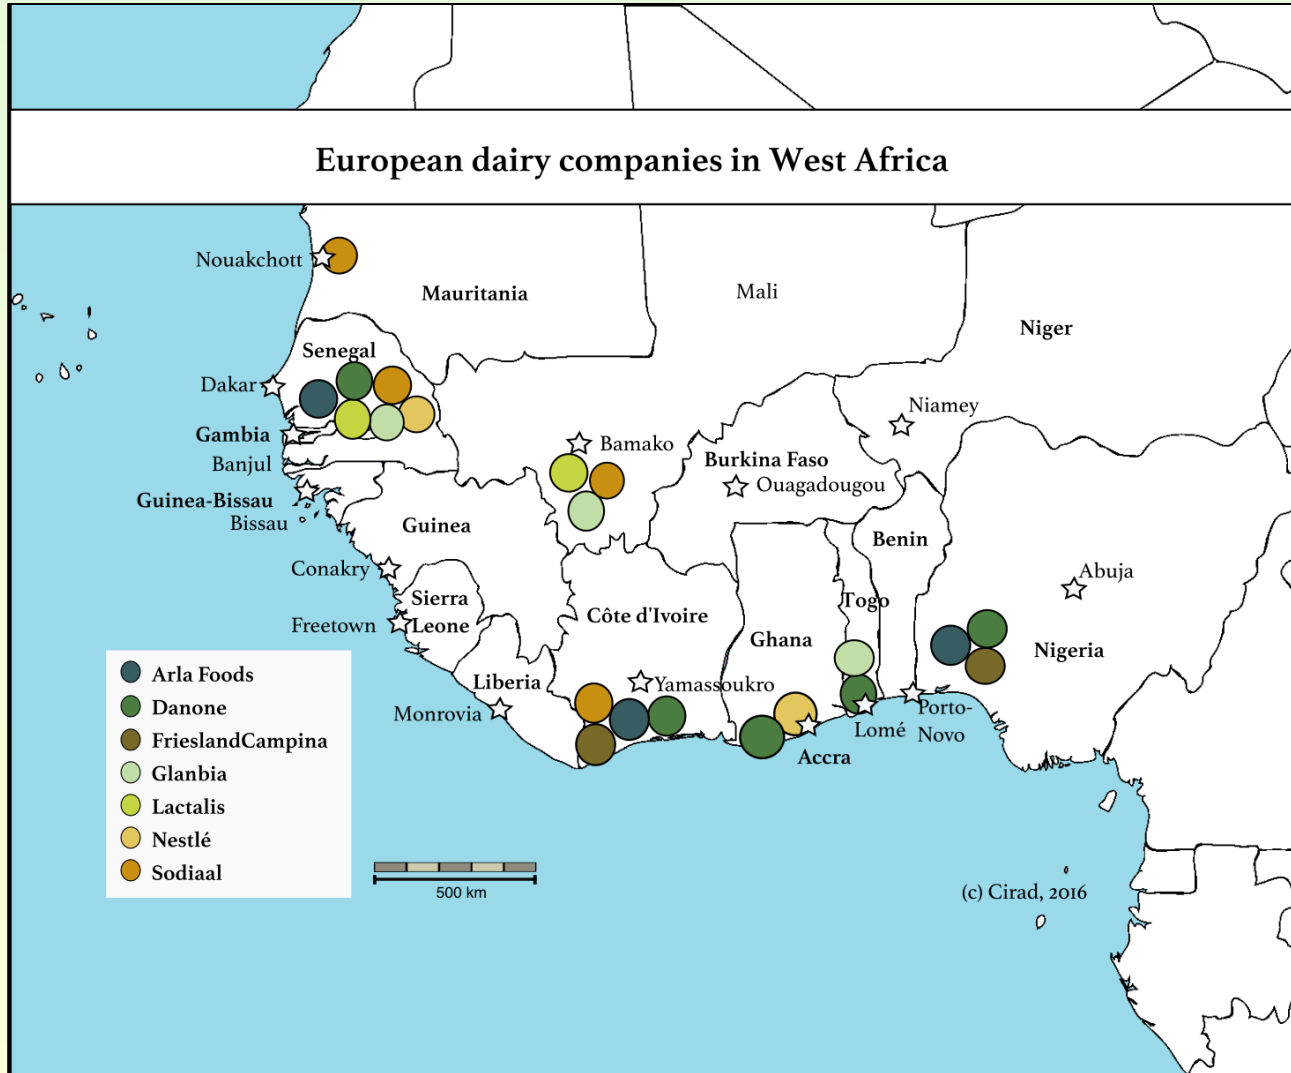 European dairy companies in West Africa
Nouakchott
Mauritania
Mali
Niger
Senegal
Dakar
Niamey
Gambia
Bamako
Burkina Faso
Banjul
Ouagadougou
Guinea-Bissau
Bissau
Guinea
Benin
Conakry
Abuja
Sierra
Leone
Togo
Freetown
Côte d'Ivoire
Ghana
Nigeria
Liberia
Yamassoukro
Monrovia
Porto-
Novo
Lomé
Accra
Arla Foods
Danone
FrieslandCampina
Glanbia
Lactalis
Nestlé
Sodiaal
500 km
(c) Cirad, 2016